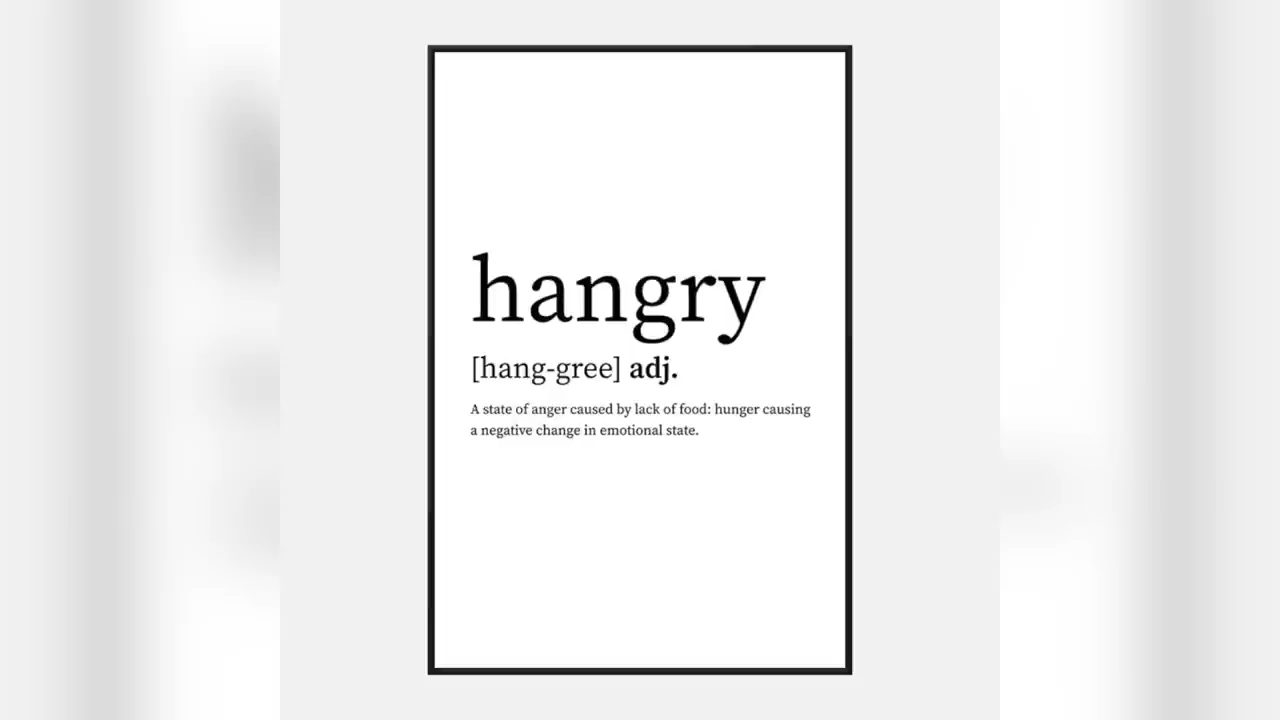 hangry
[hang-gree] adj.
A state of anger caused by lack of food: hunger causing
a negative change in emotional state.